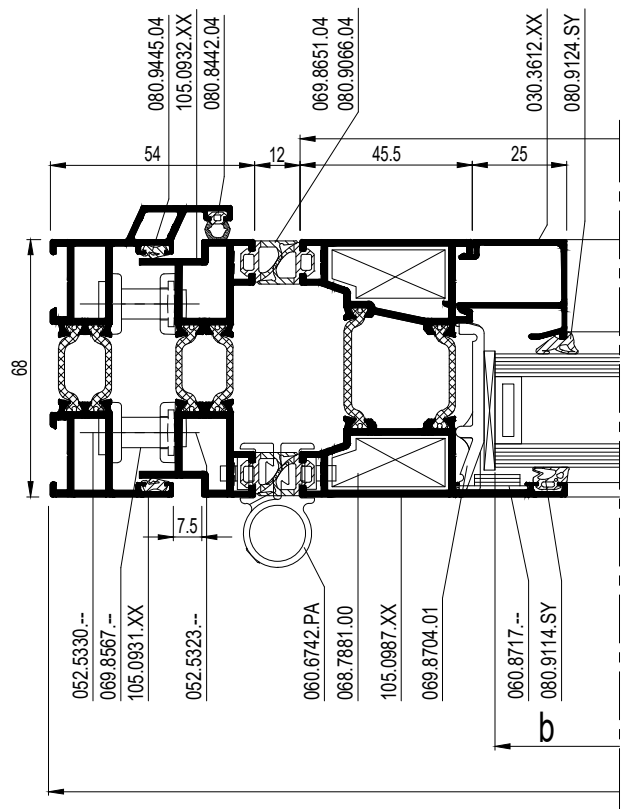 080.9445.04
105.0932.XX
080.8442.04
069.8651.04
080.9066.04
030.3612.XX
080.9124.SY
54
12
45.5
25
68
7.5
052.5330.--
069.8567.--
105.0931.XX
052.5323.--
060.6742.PA
068.7881.00
105.0987.XX
069.8704.01
060.8717.--
080.9114.SY
b